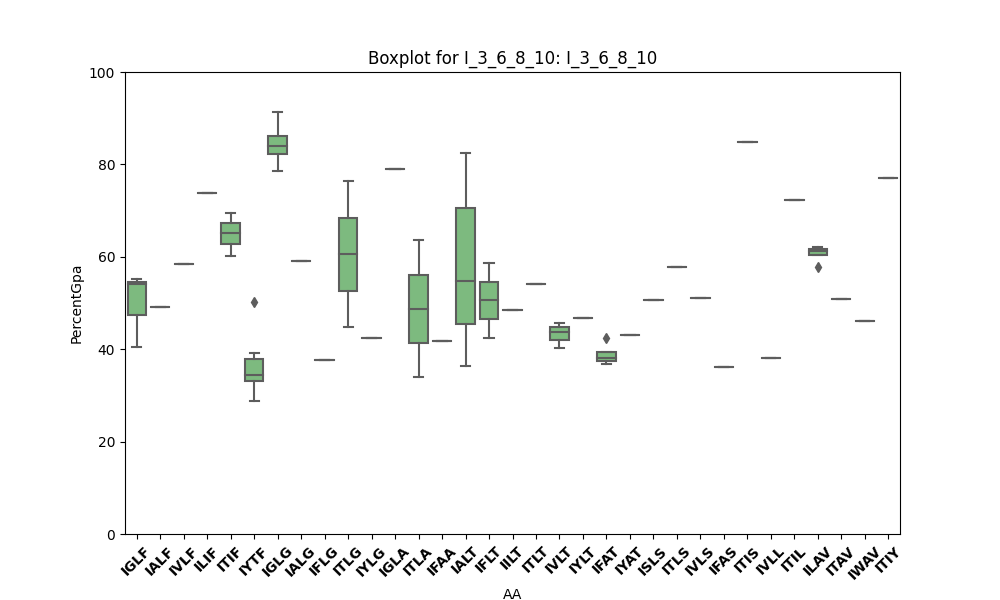 Boxplot for I_3_6_8_10: I_3_6_8_10
100
80
60
40
20
0
PercentGpa
IGLF IALF IVLF ILIF ITIF IYTF IGLG IALG IFLG ITLG IYLG IGLA ITLA IFAA IALT IFLT IILT ITLT IVLT IYLT IFAT IYAT ISLS ITLS IVLS IFAS ITIS IVLL ITIL ILAV ITAV IWAV ITIY
AA